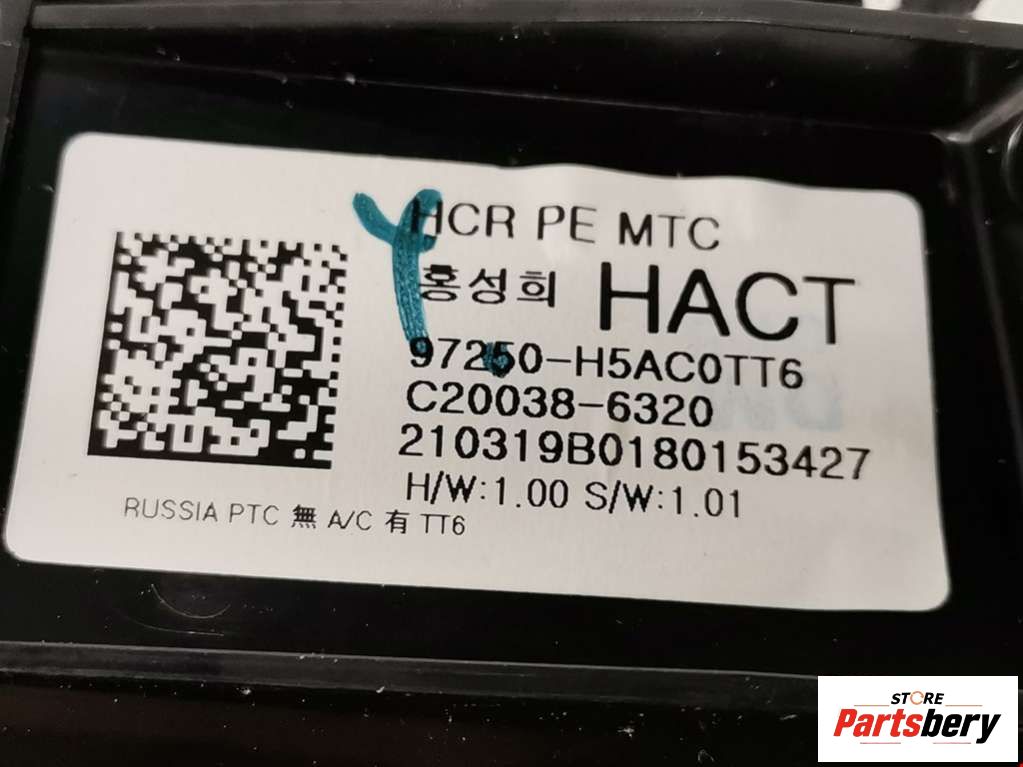 HCR PE MTC
홍성희 HACT
97250-H5AC0TT6
C20038-6320
210319B0180153427
H/W:1.00 S/W:1.01
RUSSIA PTC 無 A/C 有 TT6
STORE
Partsbery